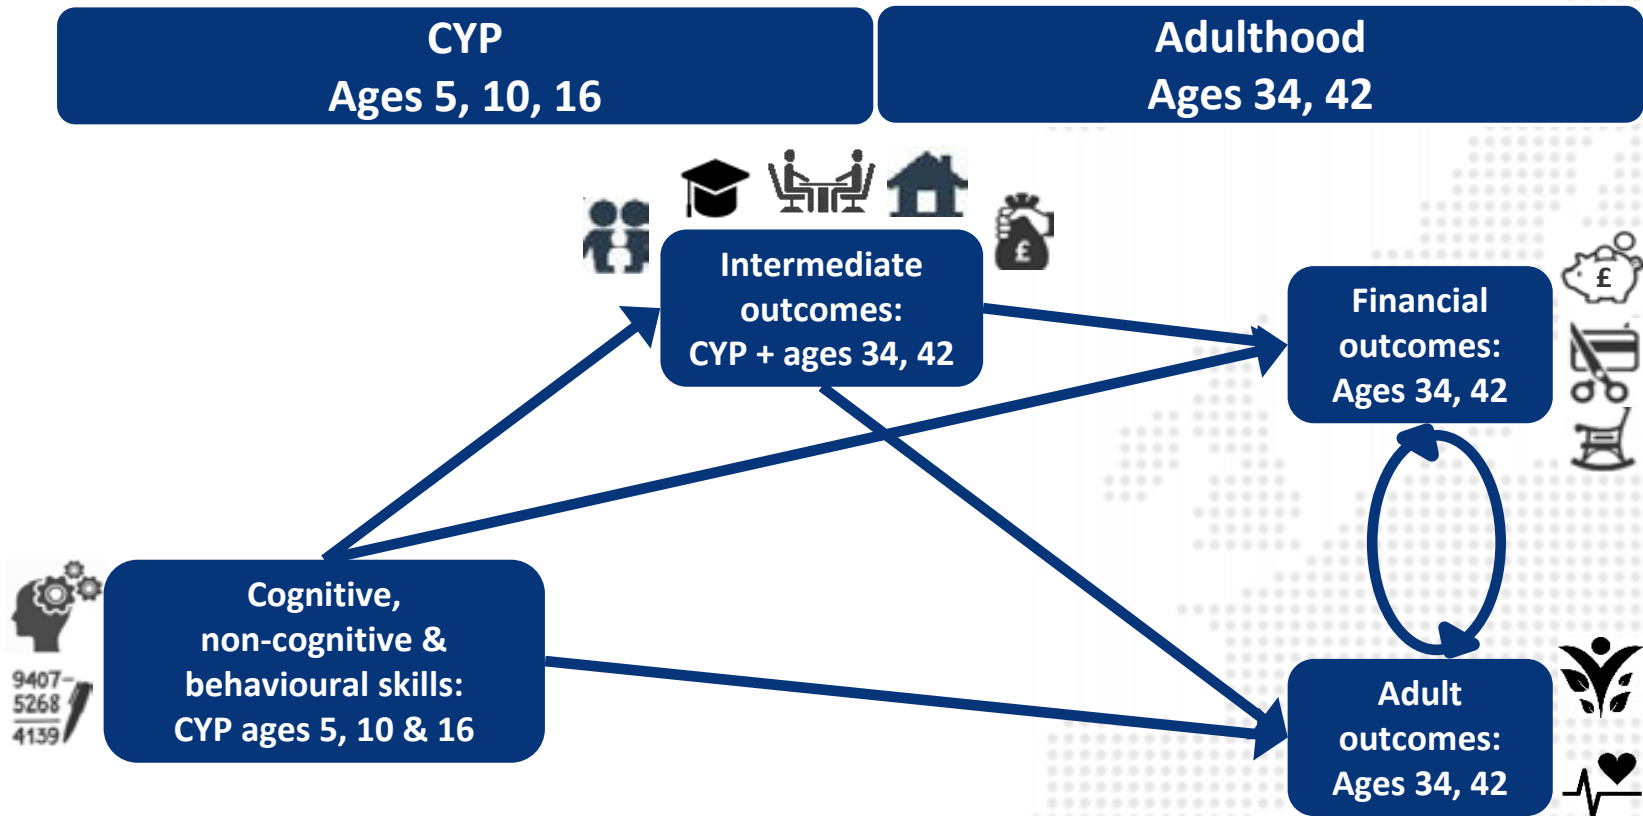 CYP
Ages 5, 10, 16
Adulthood
Ages 34, 42
£
Intermediate
outcomes:
CYP + ages 34, 42
£
Financial
outcomes:
Ages 34, 42
Cognitive,
non-cognitive &
behavioural skills:
CYP ages 5, 10 & 16
9407-
5268
4139
Adult
outcomes:
Ages 34, 42